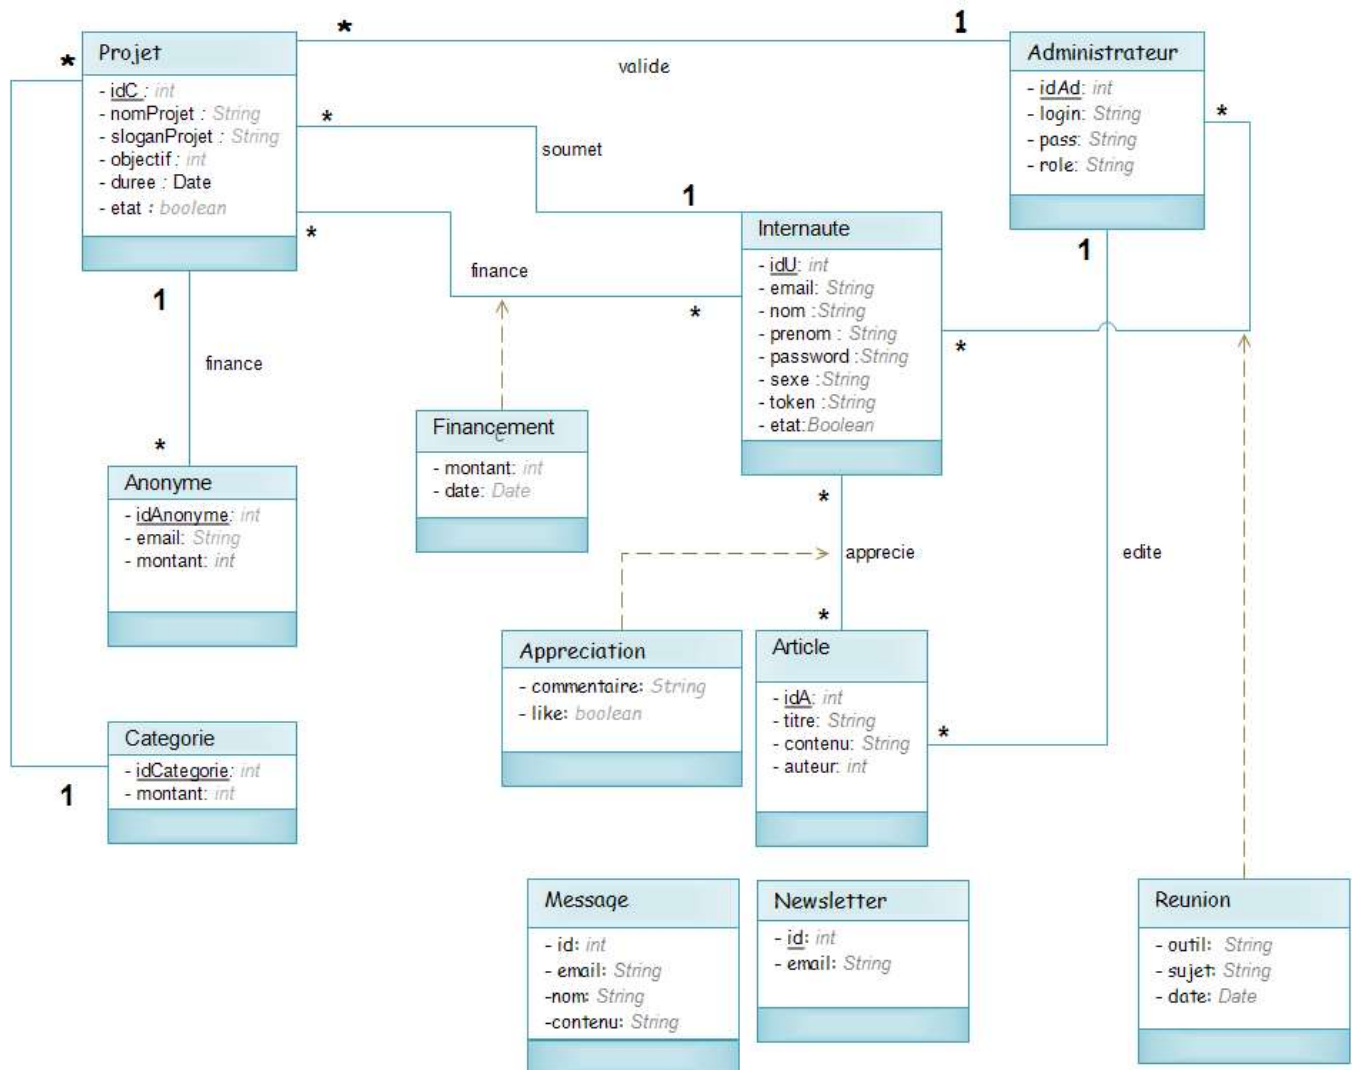 *
*
1
valide
Projet
- idC : int
- nomProjet : String
- sloganProjet : String
- objectif : int
- duree : Date
- etat : boolean
Administrateur
- idAd: int
- login: String
- pass: String
- role: String
*
*
soumet
1
*
finance
*
1
Internaute
- idU: int
- email: String
- nom :String
- prenom : String
- password :String
- sexe :String
- token :String
- etat:Boolean
*
1
finance
*
Financement
- montant: int
- date: Date
Anonyme
- idAnonyme: int
- email: String
- montant: int
*
apprecie
*
edite
Appreciation
- commentaire: String
- like: boolean
Article
- idA: int
- titre: String
- contenu: String
- auteur: int
*
Categorie
- idCategorie: int
- montant: int
1
Message
- id: int
- email: String
-nom: String
-contenu: String
Newsletter
- id: int
- email: String
Reunion
- outil: String
- sujet: String
- date: Date